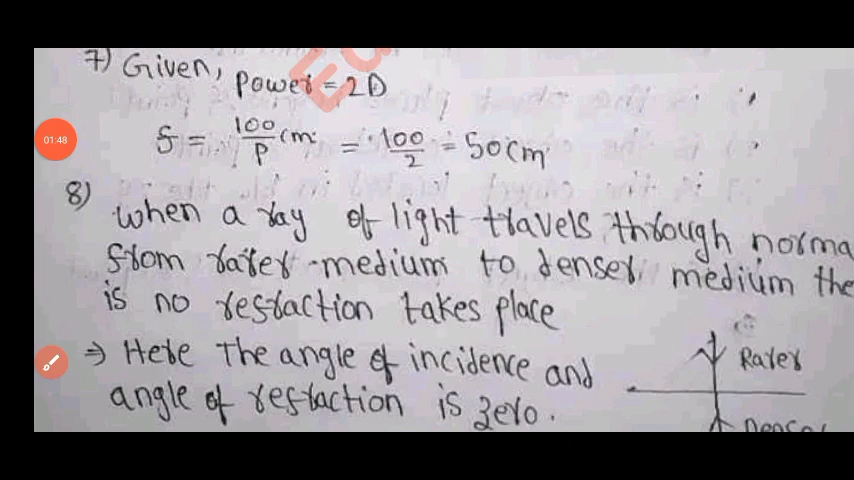 7) Given, power = 2D
f = 100/P cm = 100/2 = 50cm
01:48
8)
when a ray of light travels through norma
from rarer medium to denser medium the
is no refraction takes place
⇒ Here The angle of incidence and
Rarer
angle of refraction is zero.